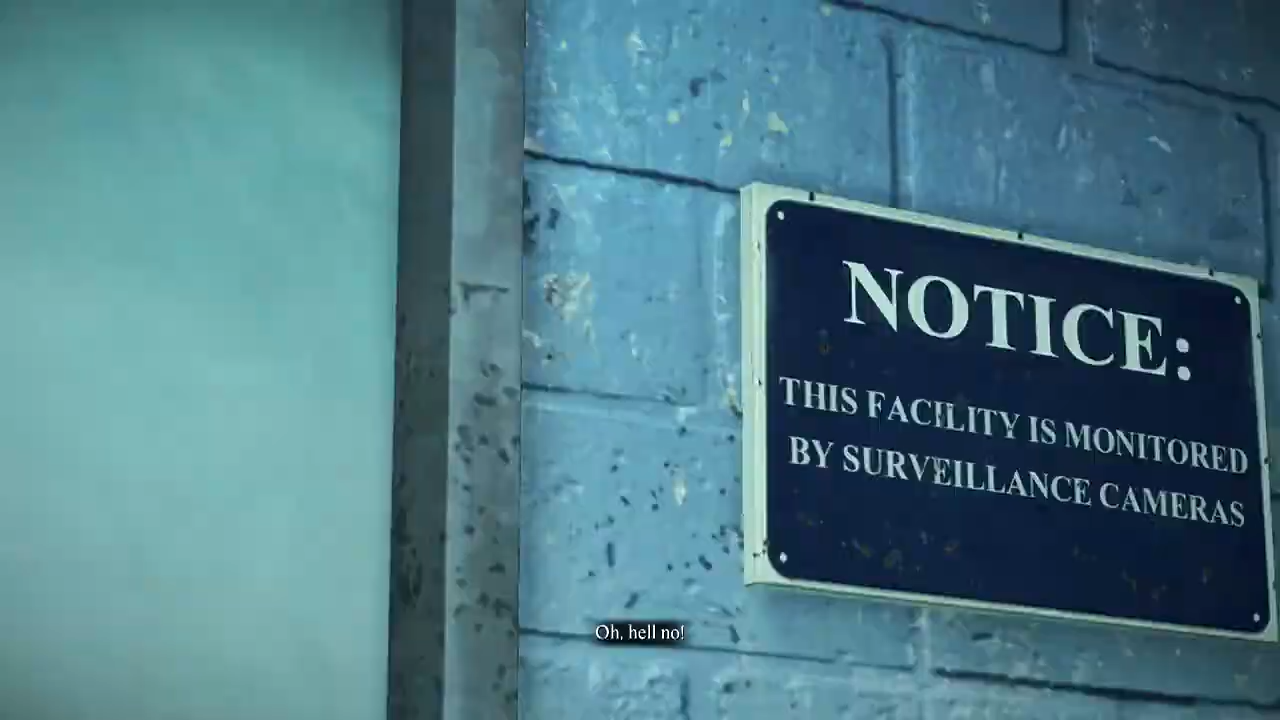 NOTICE:
THIS FACILITY IS MONITORED
BY SURVEILLANCE CAMERAS
Oh, hell no!